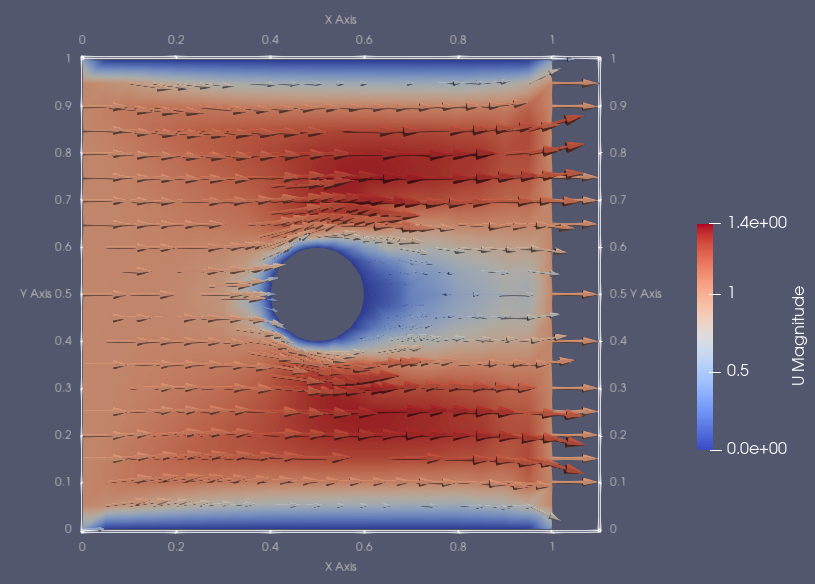 X Axis
0 0.2 0.4 0.6 0.8 1
1 1
0.9 0.9
0.8 0.8
0.7 0.7
0.6 0.6
Y Axis 0.5 0.5 Y Axis
0.4 0.4
0.3 0.3
0.2 0.2
0.1 0.1
0 0
0 0.2 0.4 0.6 0.8 1
X Axis
1.4e+00
1
0.5
0.0e+00
U Magnitude